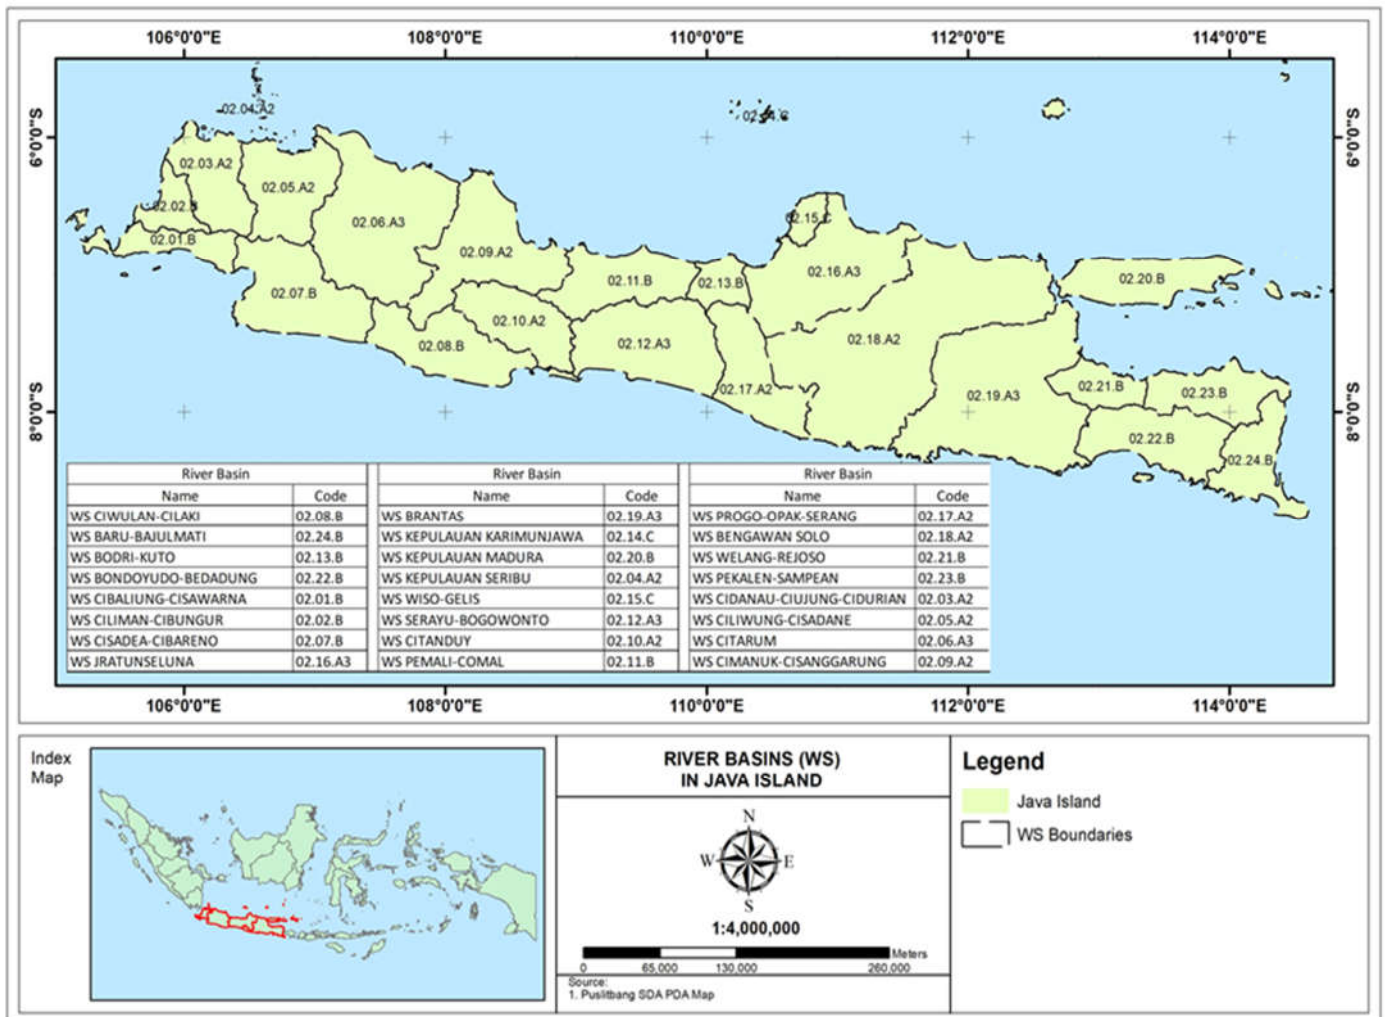 106°0'0"E 108°0'0"E 110°0'0"E 112°0'0"E 114°0'0"E
6°0'0"S 6°0'0"S
8°0'0"S 8°0'0"S
02.04.A2
02.03.A2
02.05.A2
02.02.B
02.01.B
02.06.A3
02.07.B
02.09.A2
02.08.B
02.10.A2
02.11.B
02.13.B
02.12.A3
02.15.C
02.16.A3
02.17.A2
02.18.A2
02.19.A3
02.20.B
02.21.B
02.23.B
02.22.B
02.24.B
River Basin River Basin River Basin
Name Code Name Code Name Code
WS CIWULAN-CILAKI 02.08.B WS BRANTAS 02.19.A3 WS PROGO-OPAK-SERANG 02.17.A2
WS BARU-BAJULMATI 02.24.B WS KEPULAUAN KARIMUNJAWA 02.14.C WS BENGAWAN SOLO 02.18.A2
WS BODRI-KUTO 02.13.B WS KEPULAUAN MADURA 02.20.B WS WELANG-REJOSO 02.21.B
WS BONDOYUDO-BEDADUNG 02.22.B WS KEPULAUAN SERIBU 02.04.A2 WS PEKALEN-SAMPEAN 02.23.B
WS CIBALIUNG-CISAWARNA 02.01.B WS WISO-GELIS 02.15.C WS CIDANAU-CIUJUNG-CIDURIAN 02.03.A2
WS CILIMAN-CIBUNGUR 02.02.B WS SERAYU-BOGOWONTO 02.12.A3 WS CILIWUNG-CISADANE 02.05.A2
WS CISADEA-CIBARENO 02.07.B WS CITANDUY 02.10.A2 WS CITARUM 02.06.A3
WS JRATUNSELUNA 02.16.A3 WS PEMALI-COMAL 02.11.B WS CIMANUK-CISANGGARUNG 02.09.A2
106°0'0"E 108°0'0"E 110°0'0"E 112°0'0"E 114°0'0"E
Index
Map
RIVER BASINS (WS)
IN JAVA ISLAND
N
W E
S
1:4,000,000
Meters
0 65,000 130,000 260,000
Source:
1. Puslitbang SDA PDA Map
Legend
Java Island
WS Boundaries